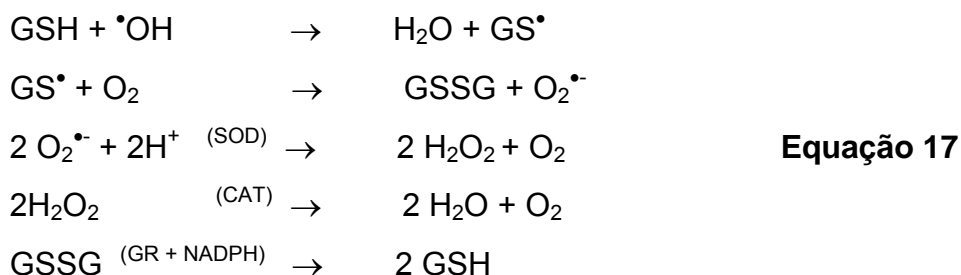 GSH + •OH → H₂O + GS•
GS• + O₂ → GSSG + O₂•-
2 O₂•- + 2H⁺ (SOD) → 2 H₂O₂ + O₂ Equação 17
2H₂O₂ (CAT) → 2 H₂O + O₂
GSSG (GR + NADPH) → 2 GSH